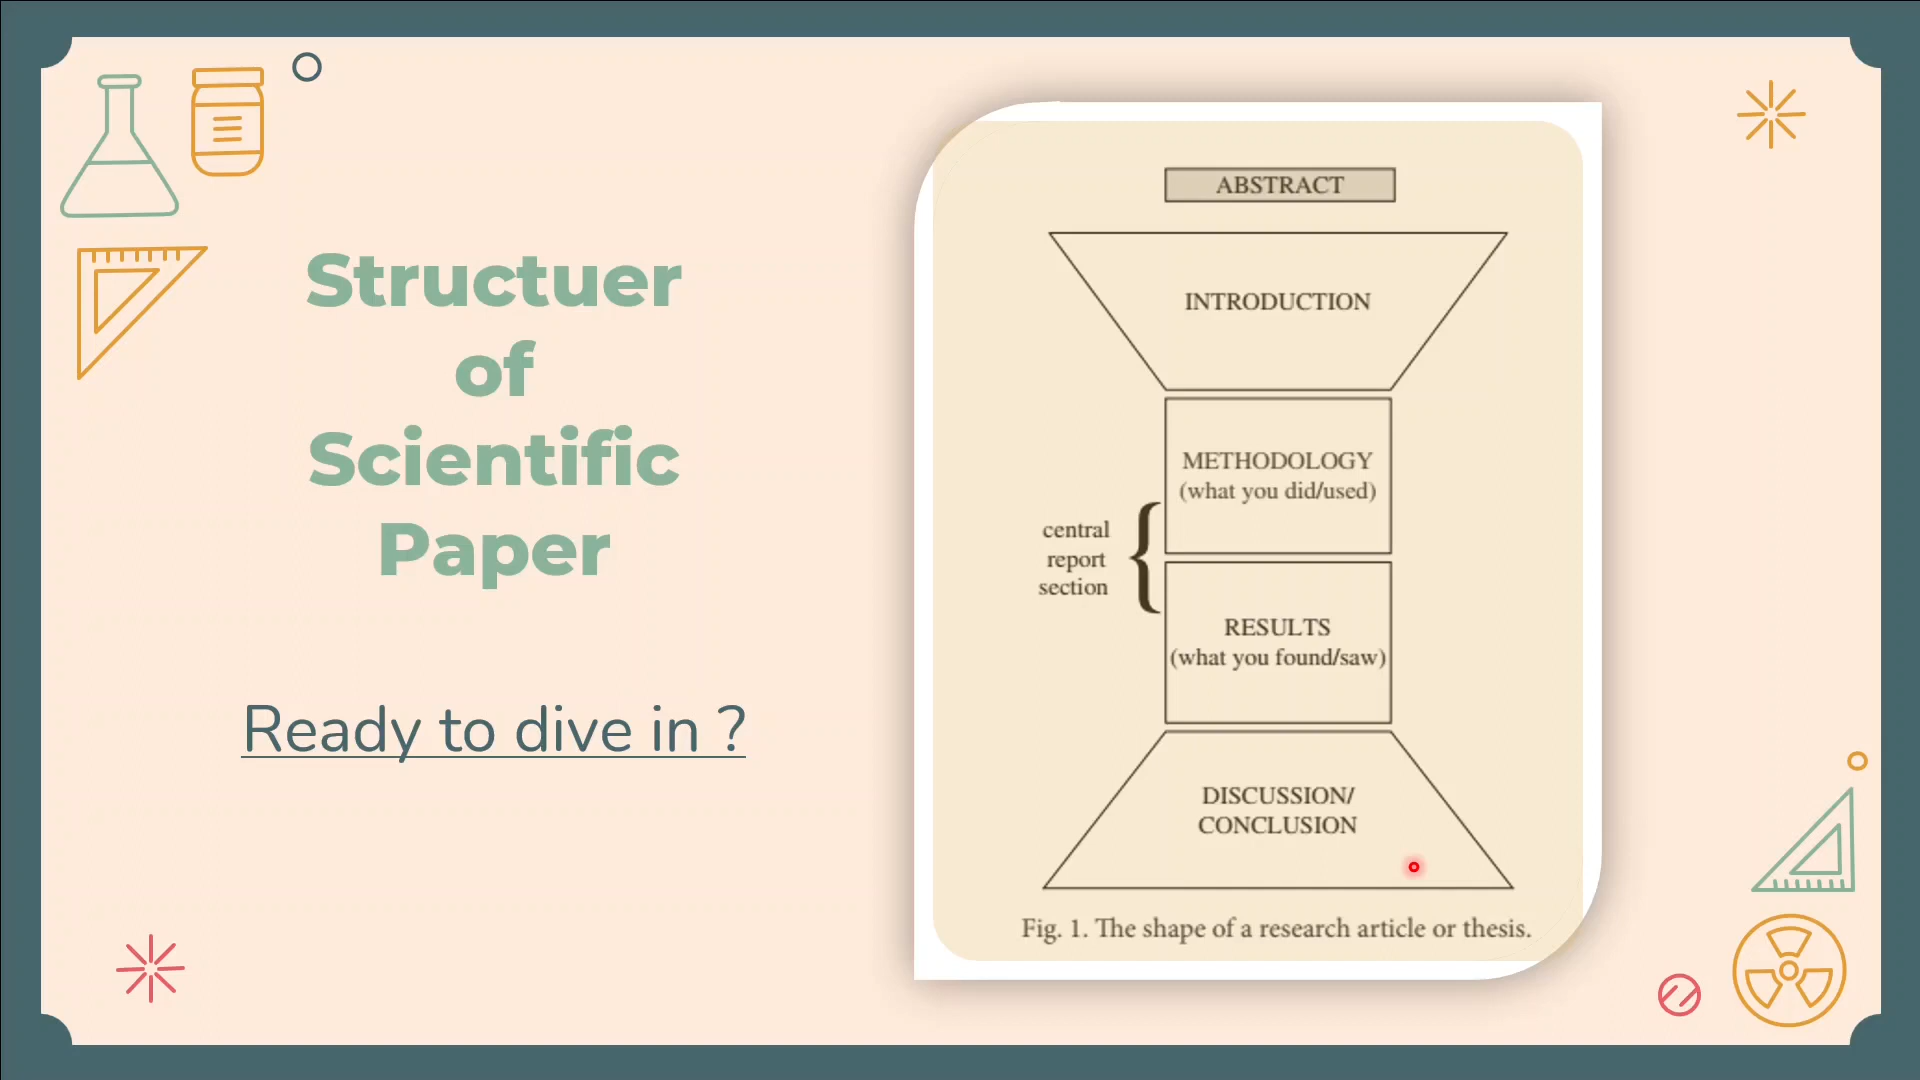 Structuer
of
Scientific
Paper
Ready to dive in ?
ABSTRACT
INTRODUCTION
METHODOLOGY
(what you did/used)
central
report
section
RESULTS
(what you found/saw)
DISCUSSION/
CONCLUSION
Fig. 1. The shape of a research article or thesis.